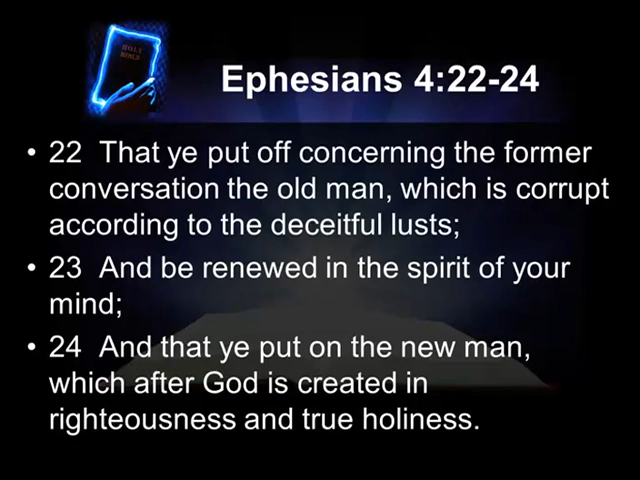 HOLY
BIBLE
Ephesians 4:22-24
• 22 That ye put off concerning the former
conversation the old man, which is corrupt
according to the deceitful lusts;
• 23 And be renewed in the spirit of your
mind;
• 24 And that ye put on the new man,
which after God is created in
righteousness and true holiness.